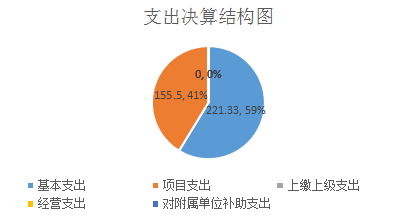 支出决算结构图
0, 0%
155.5, 41%
221.33, 59%
基本支出 项目支出 上缴上级支出
经营支出 对附属单位补助支出